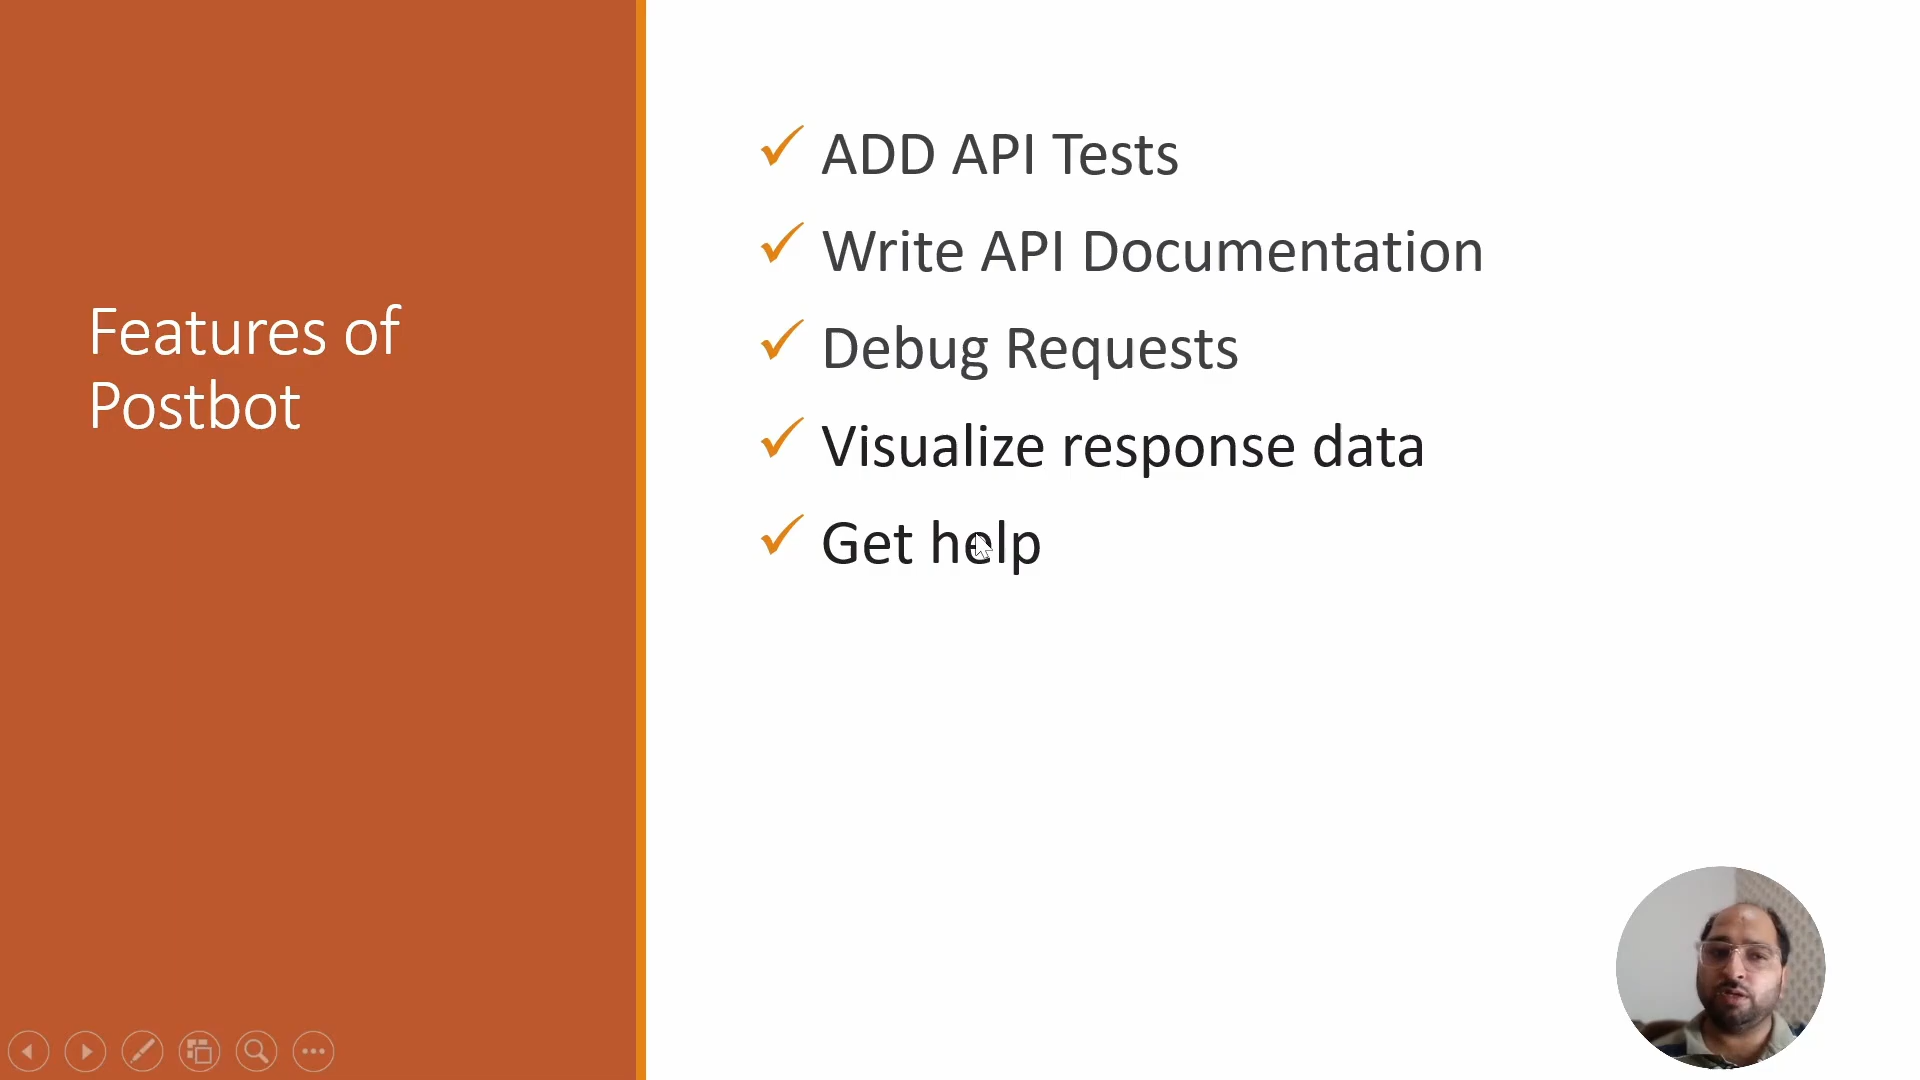 Features of
Postbot
ADD API Tests
Write API Documentation
Debug Requests
Visualize response data
Get help